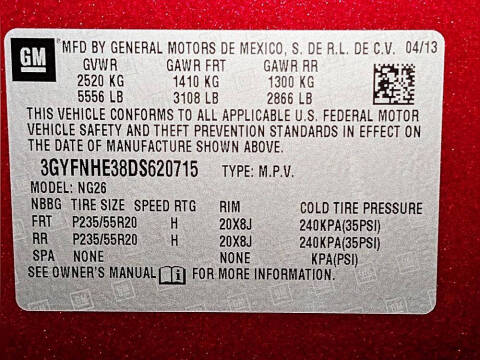 GM MFD BY GENERAL MOTORS DE MEXICO, S. DE R.L. DE C.V. 04/13
GVWR GAWR FRT GAWR RR
2520 KG 1410 KG 1300 KG
5556 LB 3108 LB 2866 LB
THIS VEHICLE CONFORMS TO ALL APPLICABLE U.S. FEDERAL MOTOR
VEHICLE SAFETY AND THEFT PREVENTION STANDARDS IN EFFECT ON
THE DATE OF MANUFACTURE SHOWN ABOVE.
3GYFNHE38DS620715 TYPE: M.P.V.
MODEL: NG26
NBBG TIRE SIZE SPEED RTG RIM COLD TIRE PRESSURE
FRT P235/55R20 H 20X8J 240KPA(35PSI)
RR P235/55R20 H 20X8J 240KPA(35PSI)
SPA NONE NONE KPA(PSI)
SEE OWNER'S MANUAL FOR MORE INFORMATION.